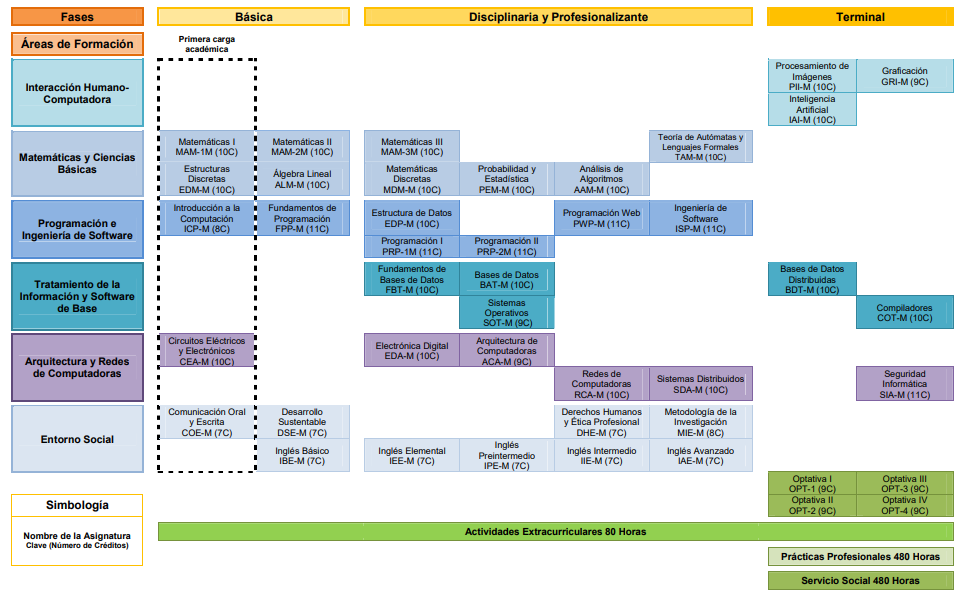 Fases
Básica
Disciplinaria y Profesionalizante
Terminal
Áreas de Formación
Primera carga
académica
Interacción Humano-
Computadora
Procesamiento de
Imágenes
PII-M (10C)
Graficación
GRI-M (9C)
Inteligencia
Artificial
IAI-M (10C)
Matemáticas y Ciencias
Básicas
Matemáticas I
MAM-1M (10C)
Matemáticas II
MAM-2M (10C)
Matemáticas III
MAM-3M (10C)
Teoría de Autómatas y
Lenguajes Formales
TAM-M (10C)
Estructuras
Discretas
EDM-M (10C)
Álgebra Lineal
ALM-M (10C)
Matemáticas
Discretas
MDM-M (10C)
Probabilidad y
Estadística
PEM-M (10C)
Análisis de
Algoritmos
AAM-M (10C)
Programación e
Ingeniería de Software
Introducción a la
Computación
ICP-M (8C)
Fundamentos de
Programación
FPP-M (11C)
Estructura de Datos
EDP-M (10C)
Programación Web
PWP-M (11C)
Ingeniería de
Software
ISP-M (11C)
Programación I
PRP-1M (11C)
Programación II
PRP-2M (11C)
Tratamiento de la
Información y Software
de Base
Fundamentos de
Bases de Datos
FBT-M (10C)
Bases de Datos
BAT-M (10C)
Bases de Datos
Distribuidas
BDT-M (10C)
Sistemas
Operativos
SOT-M (9C)
Compiladores
COT-M (10C)
Arquitectura y Redes
de Computadoras
Circuitos Eléctricos
y Electrónicos
CEA-M (10C)
Electrónica Digital
EDA-M (10C)
Arquitectura de
Computadoras
ACA-M (9C)
Redes de
Computadoras
RCA-M (10C)
Sistemas Distribuidos
SDA-M (10C)
Seguridad
Informática
SIA-M (11C)
Entorno Social
Comunicación Oral
y Escrita
COE-M (7C)
Desarrollo
Sustentable
DSE-M (7C)
Derechos Humanos
y Ética Profesional
DHE-M (7C)
Metodología de la
Investigación
MIE-M (8C)
Inglés Básico
IBE-M (7C)
Inglés Elemental
IEE-M (7C)
Inglés
Preintermedio
IPE-M (7C)
Inglés Intermedio
IIE-M (7C)
Inglés Avanzado
IAE-M (7C)
Optativa I
OPT-1 (9C)
Optativa III
OPT-3 (9C)
Optativa II
OPT-2 (9C)
Optativa IV
OPT-4 (9C)
Simbología
Nombre de la Asignatura
Clave (Número de Créditos)
Actividades Extracurriculares 80 Horas
Prácticas Profesionales 480 Horas
Servicio Social 480 Horas